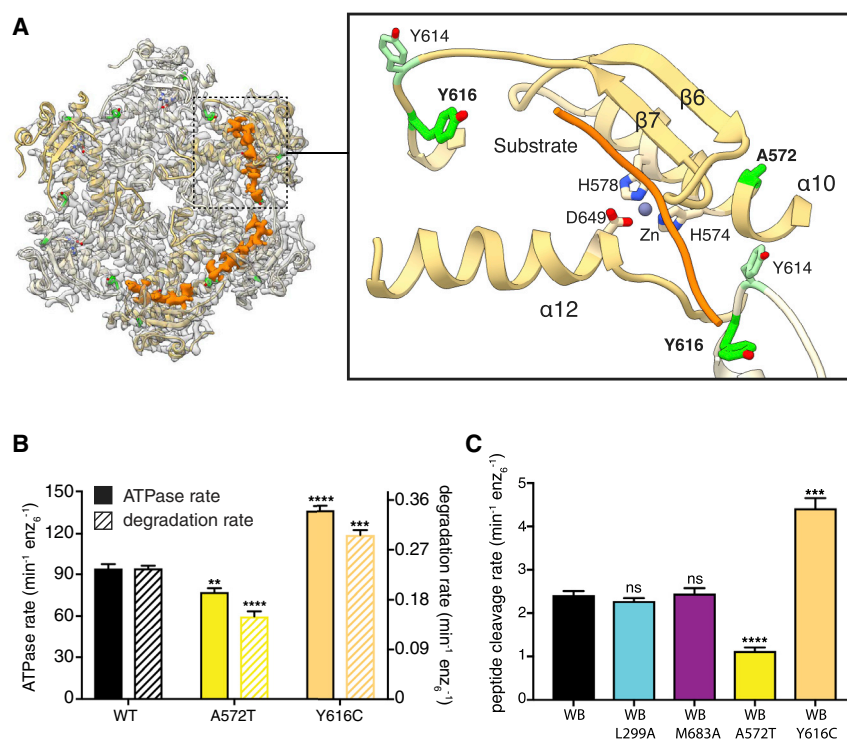 A
Y614
Y616
β6
β7
Substrate
A572
α10
H578
D649
Zn
H574
Y614
α12
Y616
B
ATPase rate (min⁻¹ enz₆⁻¹)
150
120
90
60
30
0
ATPase rate
degradation rate
**
****
****
***
WT
A572T
Y616C
0.36
0.27
0.18
0.09
0
degradation rate (min⁻¹ enz₆⁻¹)
C
peptide cleavage rate (min⁻¹ enz₆⁻¹)
5
4
3
2
1
0
ns
ns
****
***
WB
WB
L299A
WB
M683A
WB
A572T
WB
Y616C